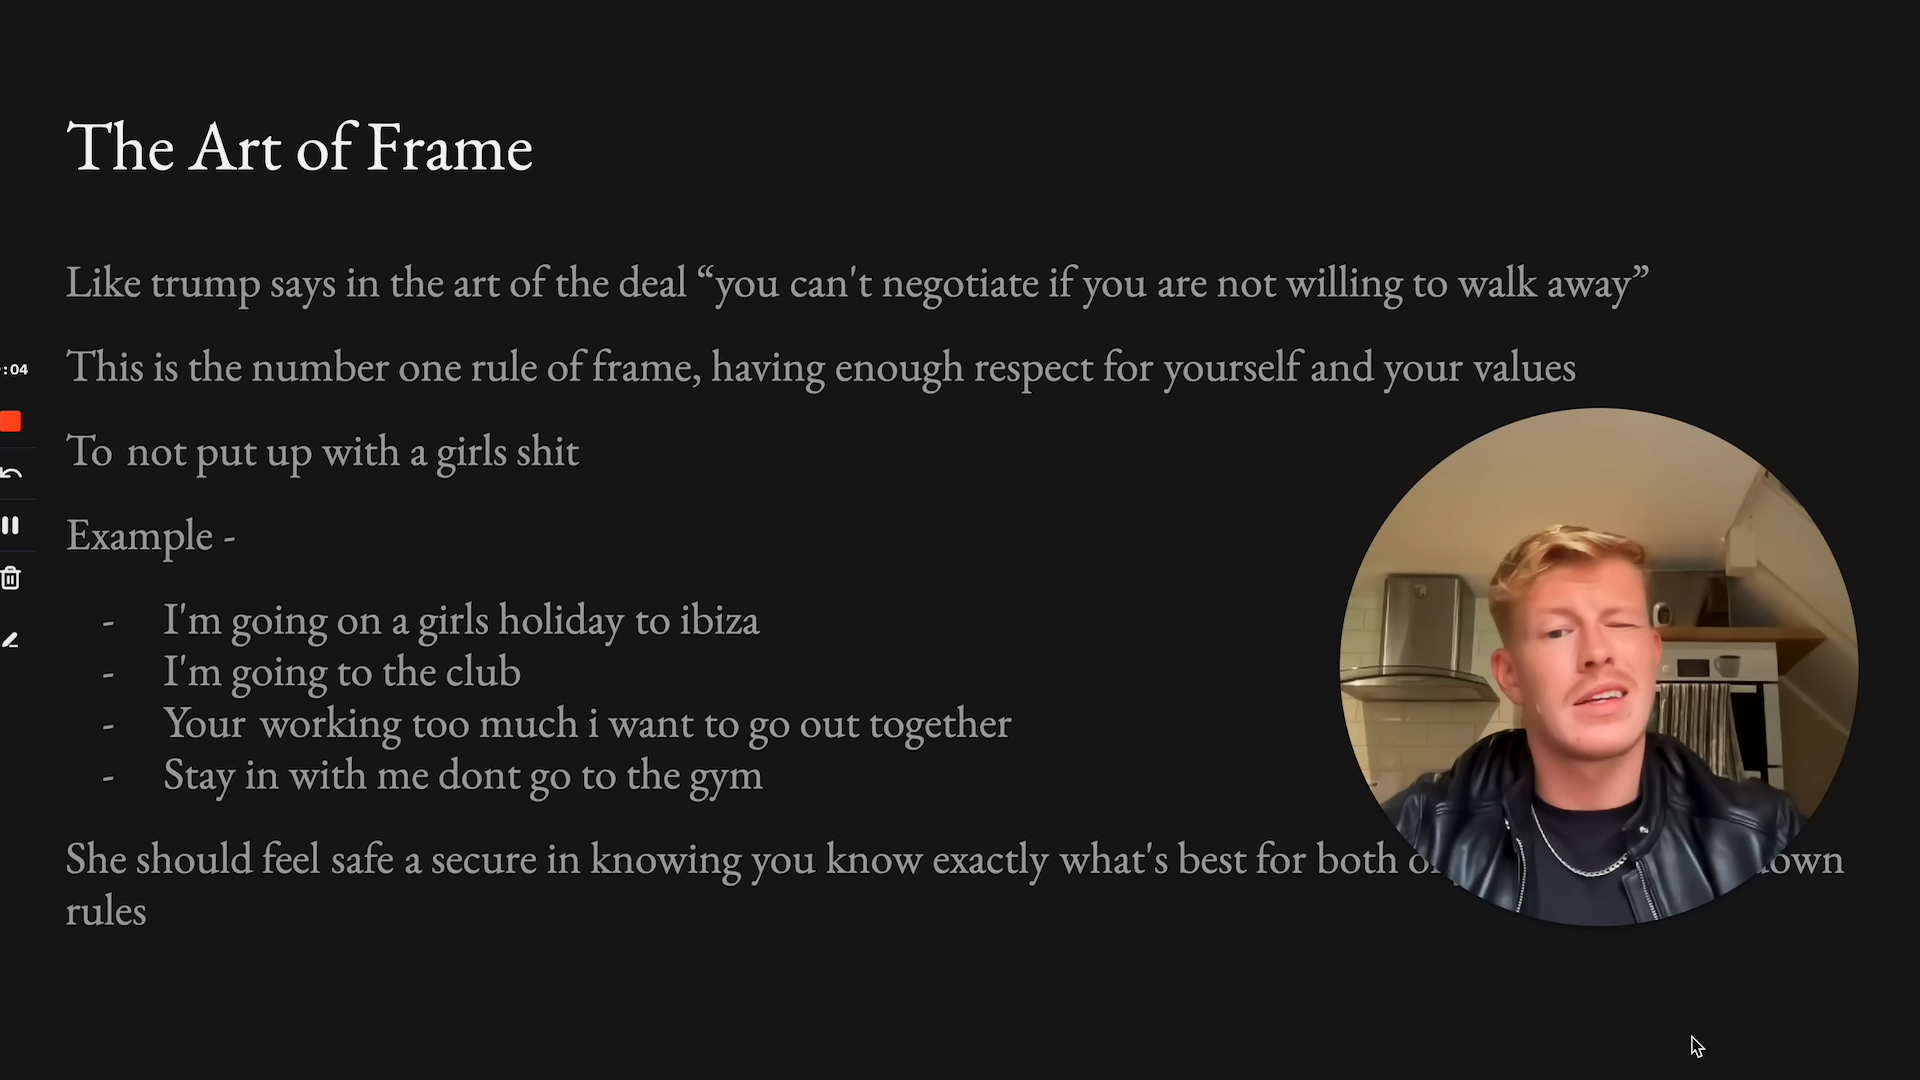 The Art of Frame
Like trump says in the art of the deal “you can't negotiate if you are not willing to walk away”
This is the number one rule of frame, having enough respect for yourself and your values
:04
To not put up with a girls shit
Example -
- I'm going on a girls holiday to ibiza
- I'm going to the club
- Your working too much i want to go out together
- Stay in with me dont go to the gym
She should feel safe a secure in knowing you know exactly what's best for both
rules